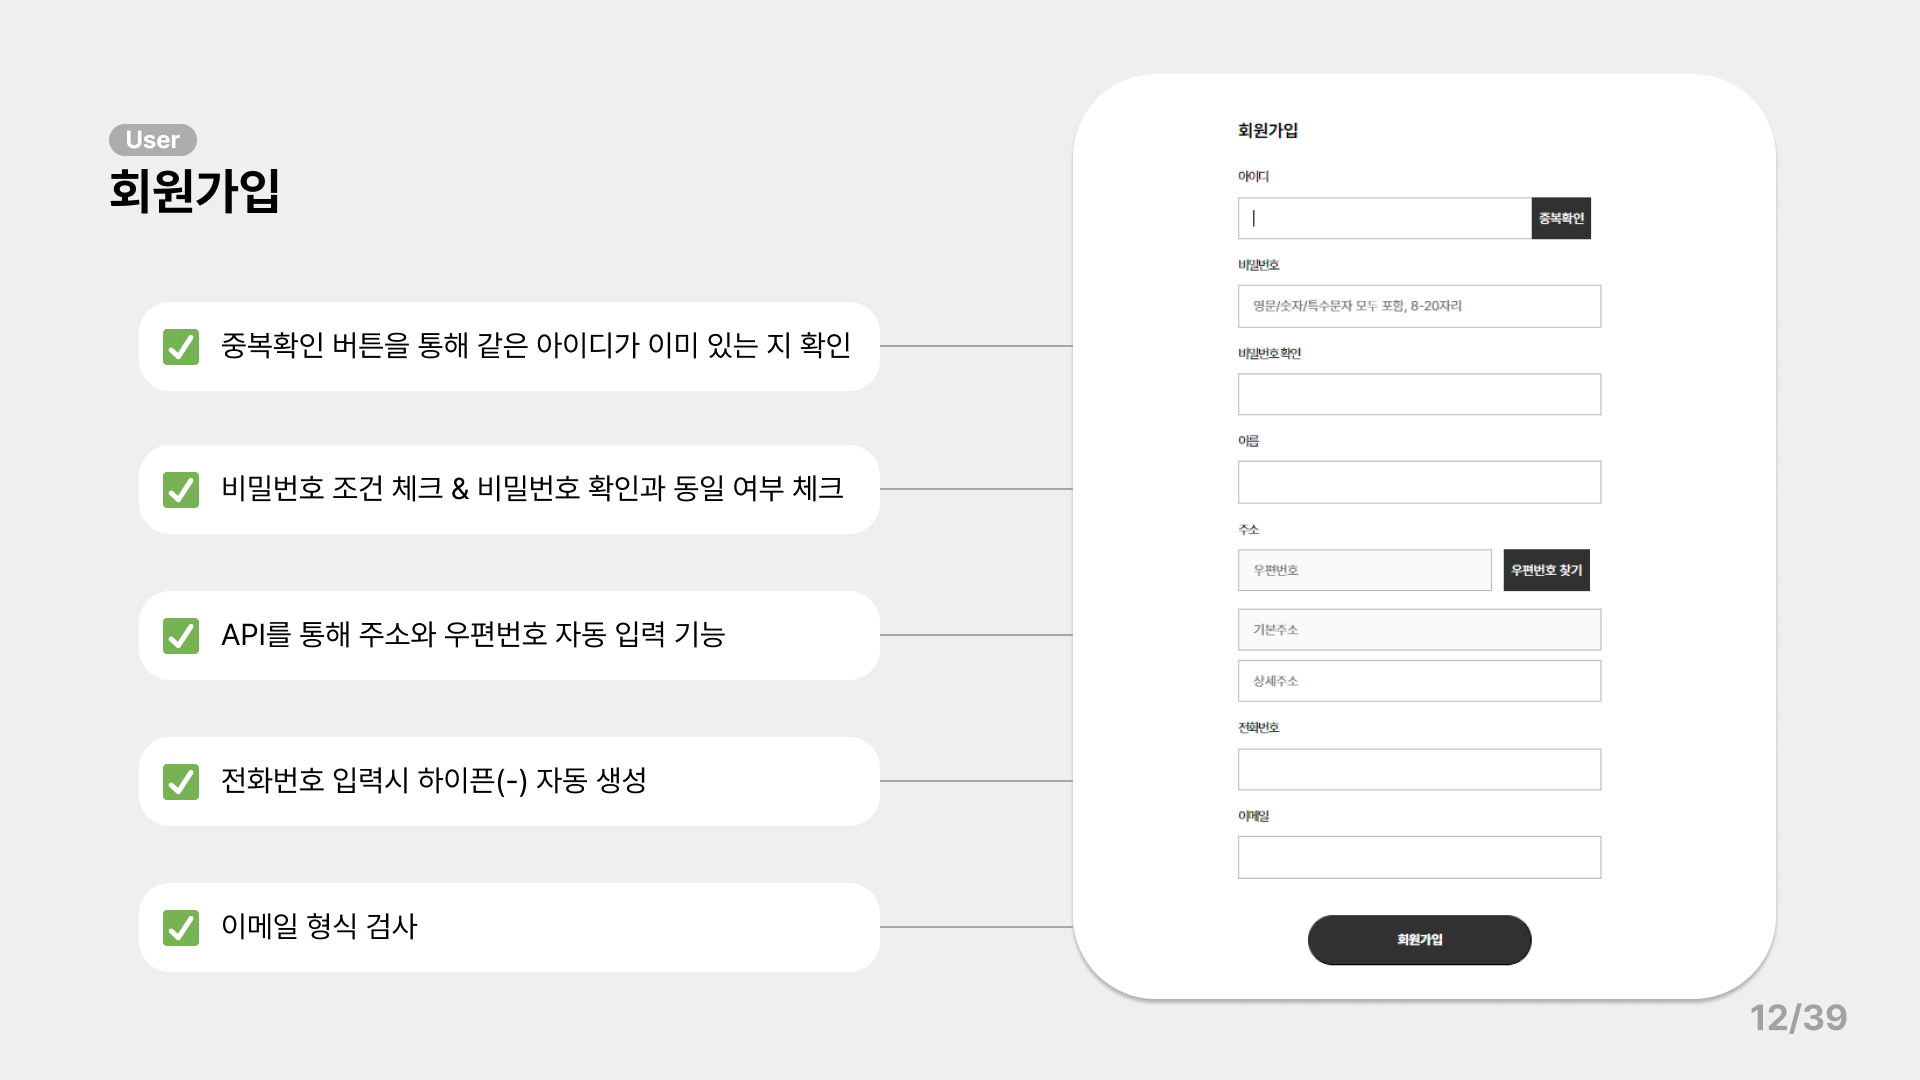 User
회원가입
중복확인 버튼을 통해 같은 아이디가 이미 있는 지 확인
비밀번호 조건 체크 & 비밀번호 확인과 동일 여부 체크
API를 통해 주소와 우편번호 자동 입력 기능
전화번호 입력시 하이픈(-) 자동 생성
이메일 형식 검사
회원가입
아이디
중복확인
비밀번호
영문/숫자/특수문자 모두 포함, 8-20자리
비밀번호 확인
이름
주소
우편번호
우편번호 찾기
기본주소
상세주소
전화번호
이메일
회원가입
12/39